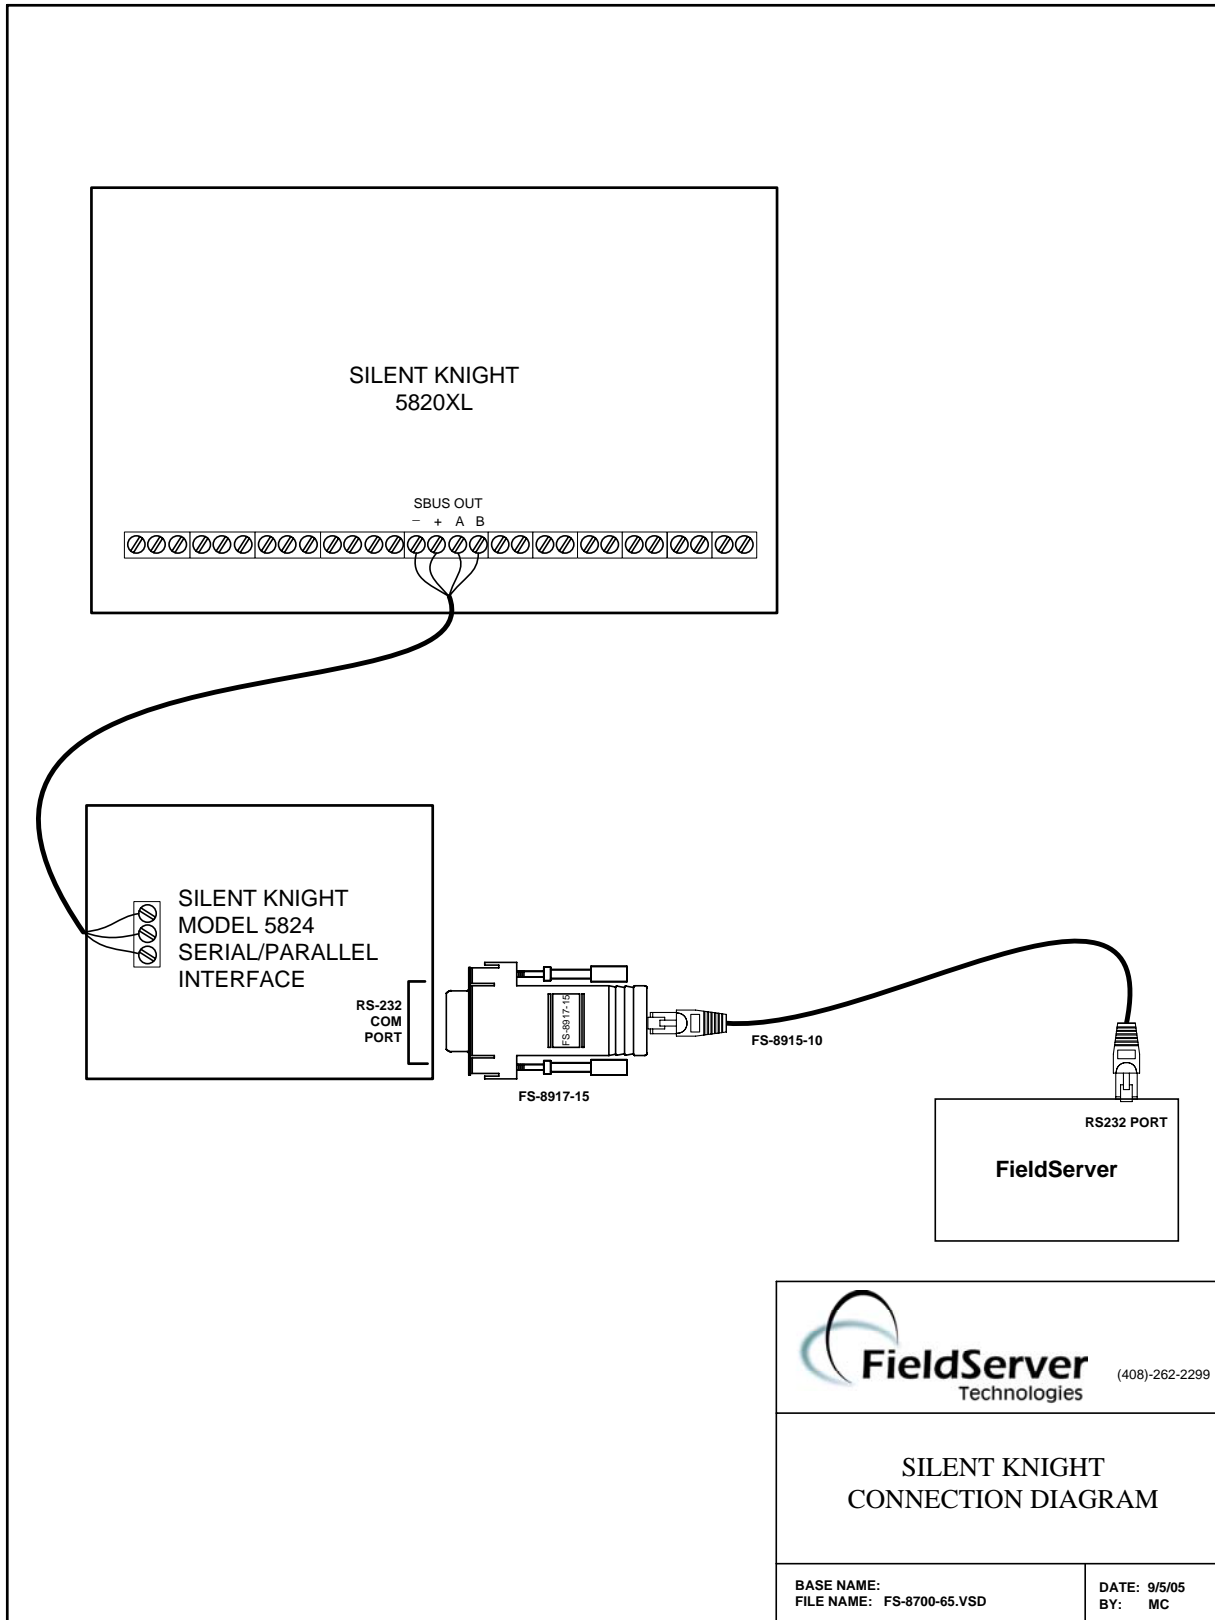 SILENT KNIGHT
5820XL
SBUS OUT
− + A B
SILENT KNIGHT
MODEL 5824
SERIAL/PARALLEL
INTERFACE
RS-232
COM
PORT
FS-8917-15
FS-8917-15
FS-8915-10
RS232 PORT
FieldServer
FieldServer
Technologies
(408)-262-2299
SILENT KNIGHT
CONNECTION DIAGRAM
BASE NAME:
FILE NAME: FS-8700-65.VSD
DATE: 9/5/05
BY: MC